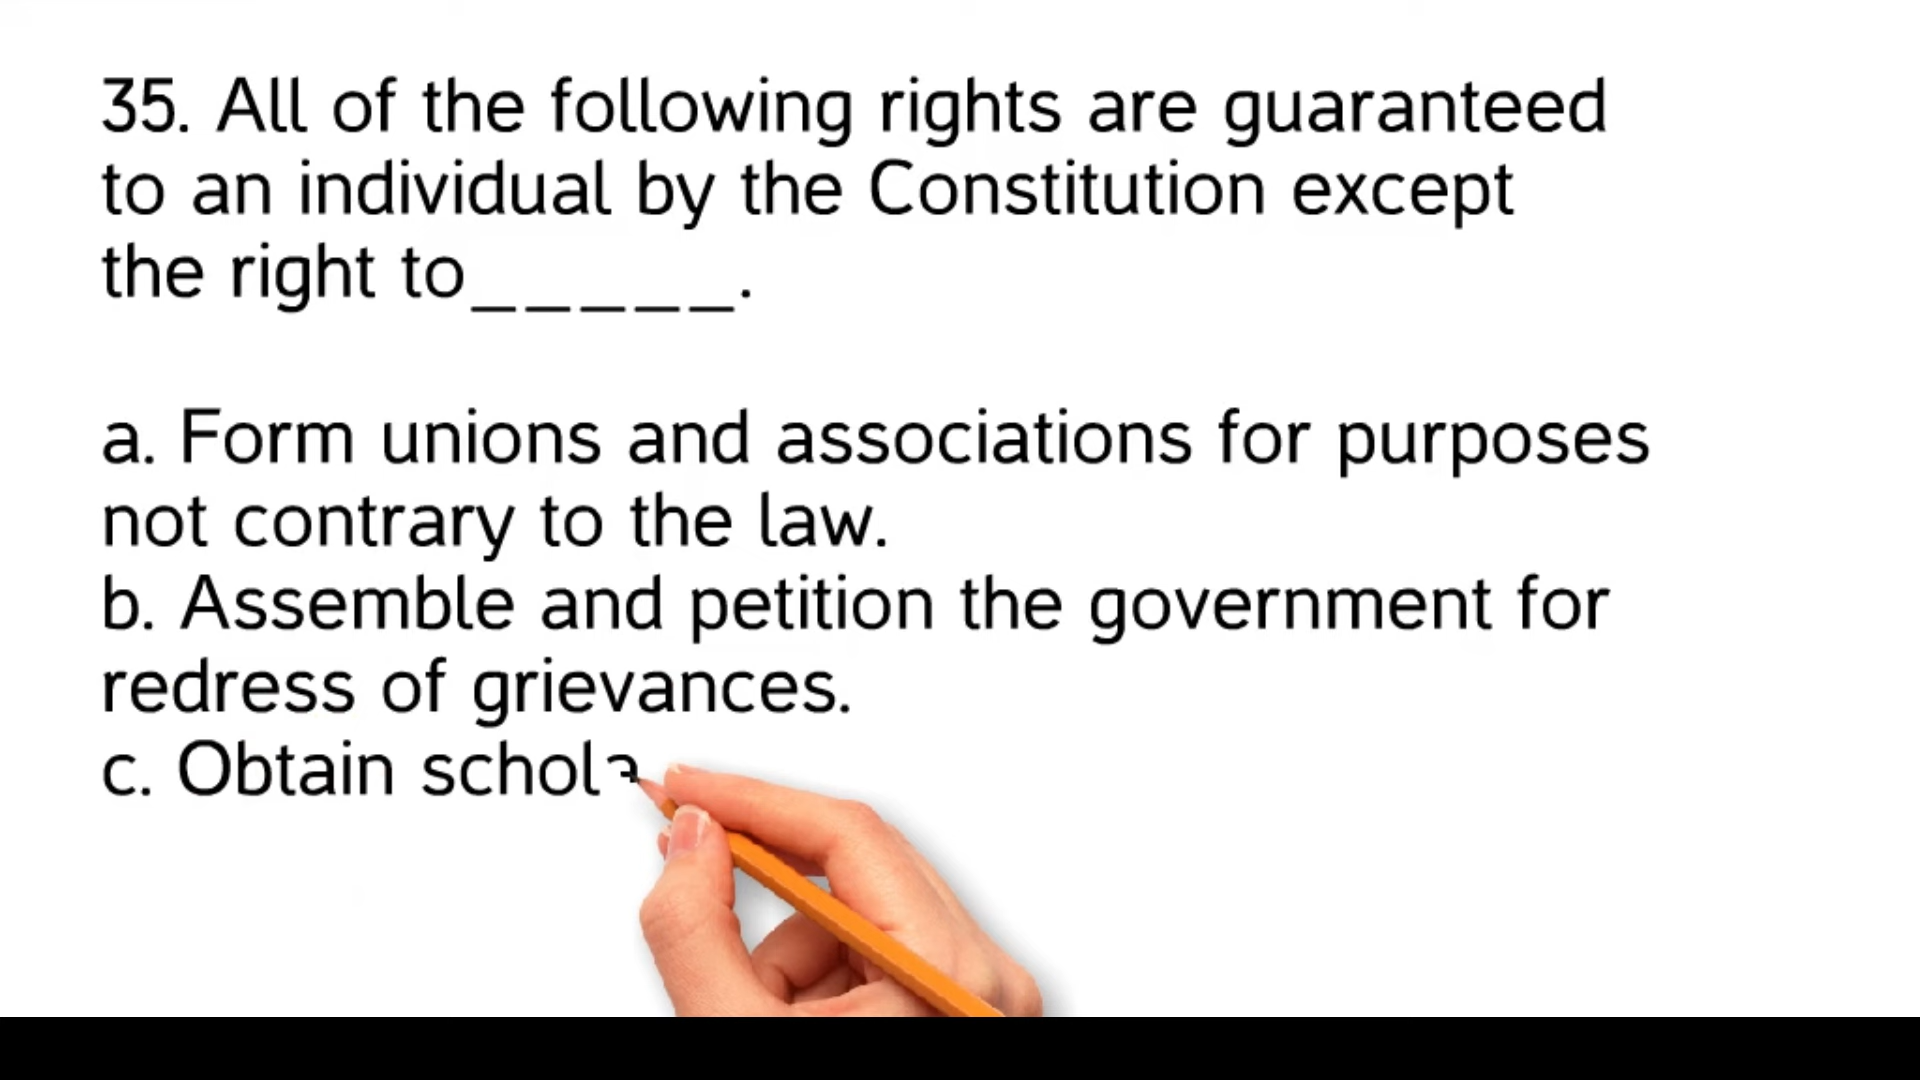 35. All of the following rights are guaranteed
to an individual by the Constitution except
the right to_____.
a. Form unions and associations for purposes
not contrary to the law.
b. Assemble and petition the government for
redress of grievances.
c. Obtain schol